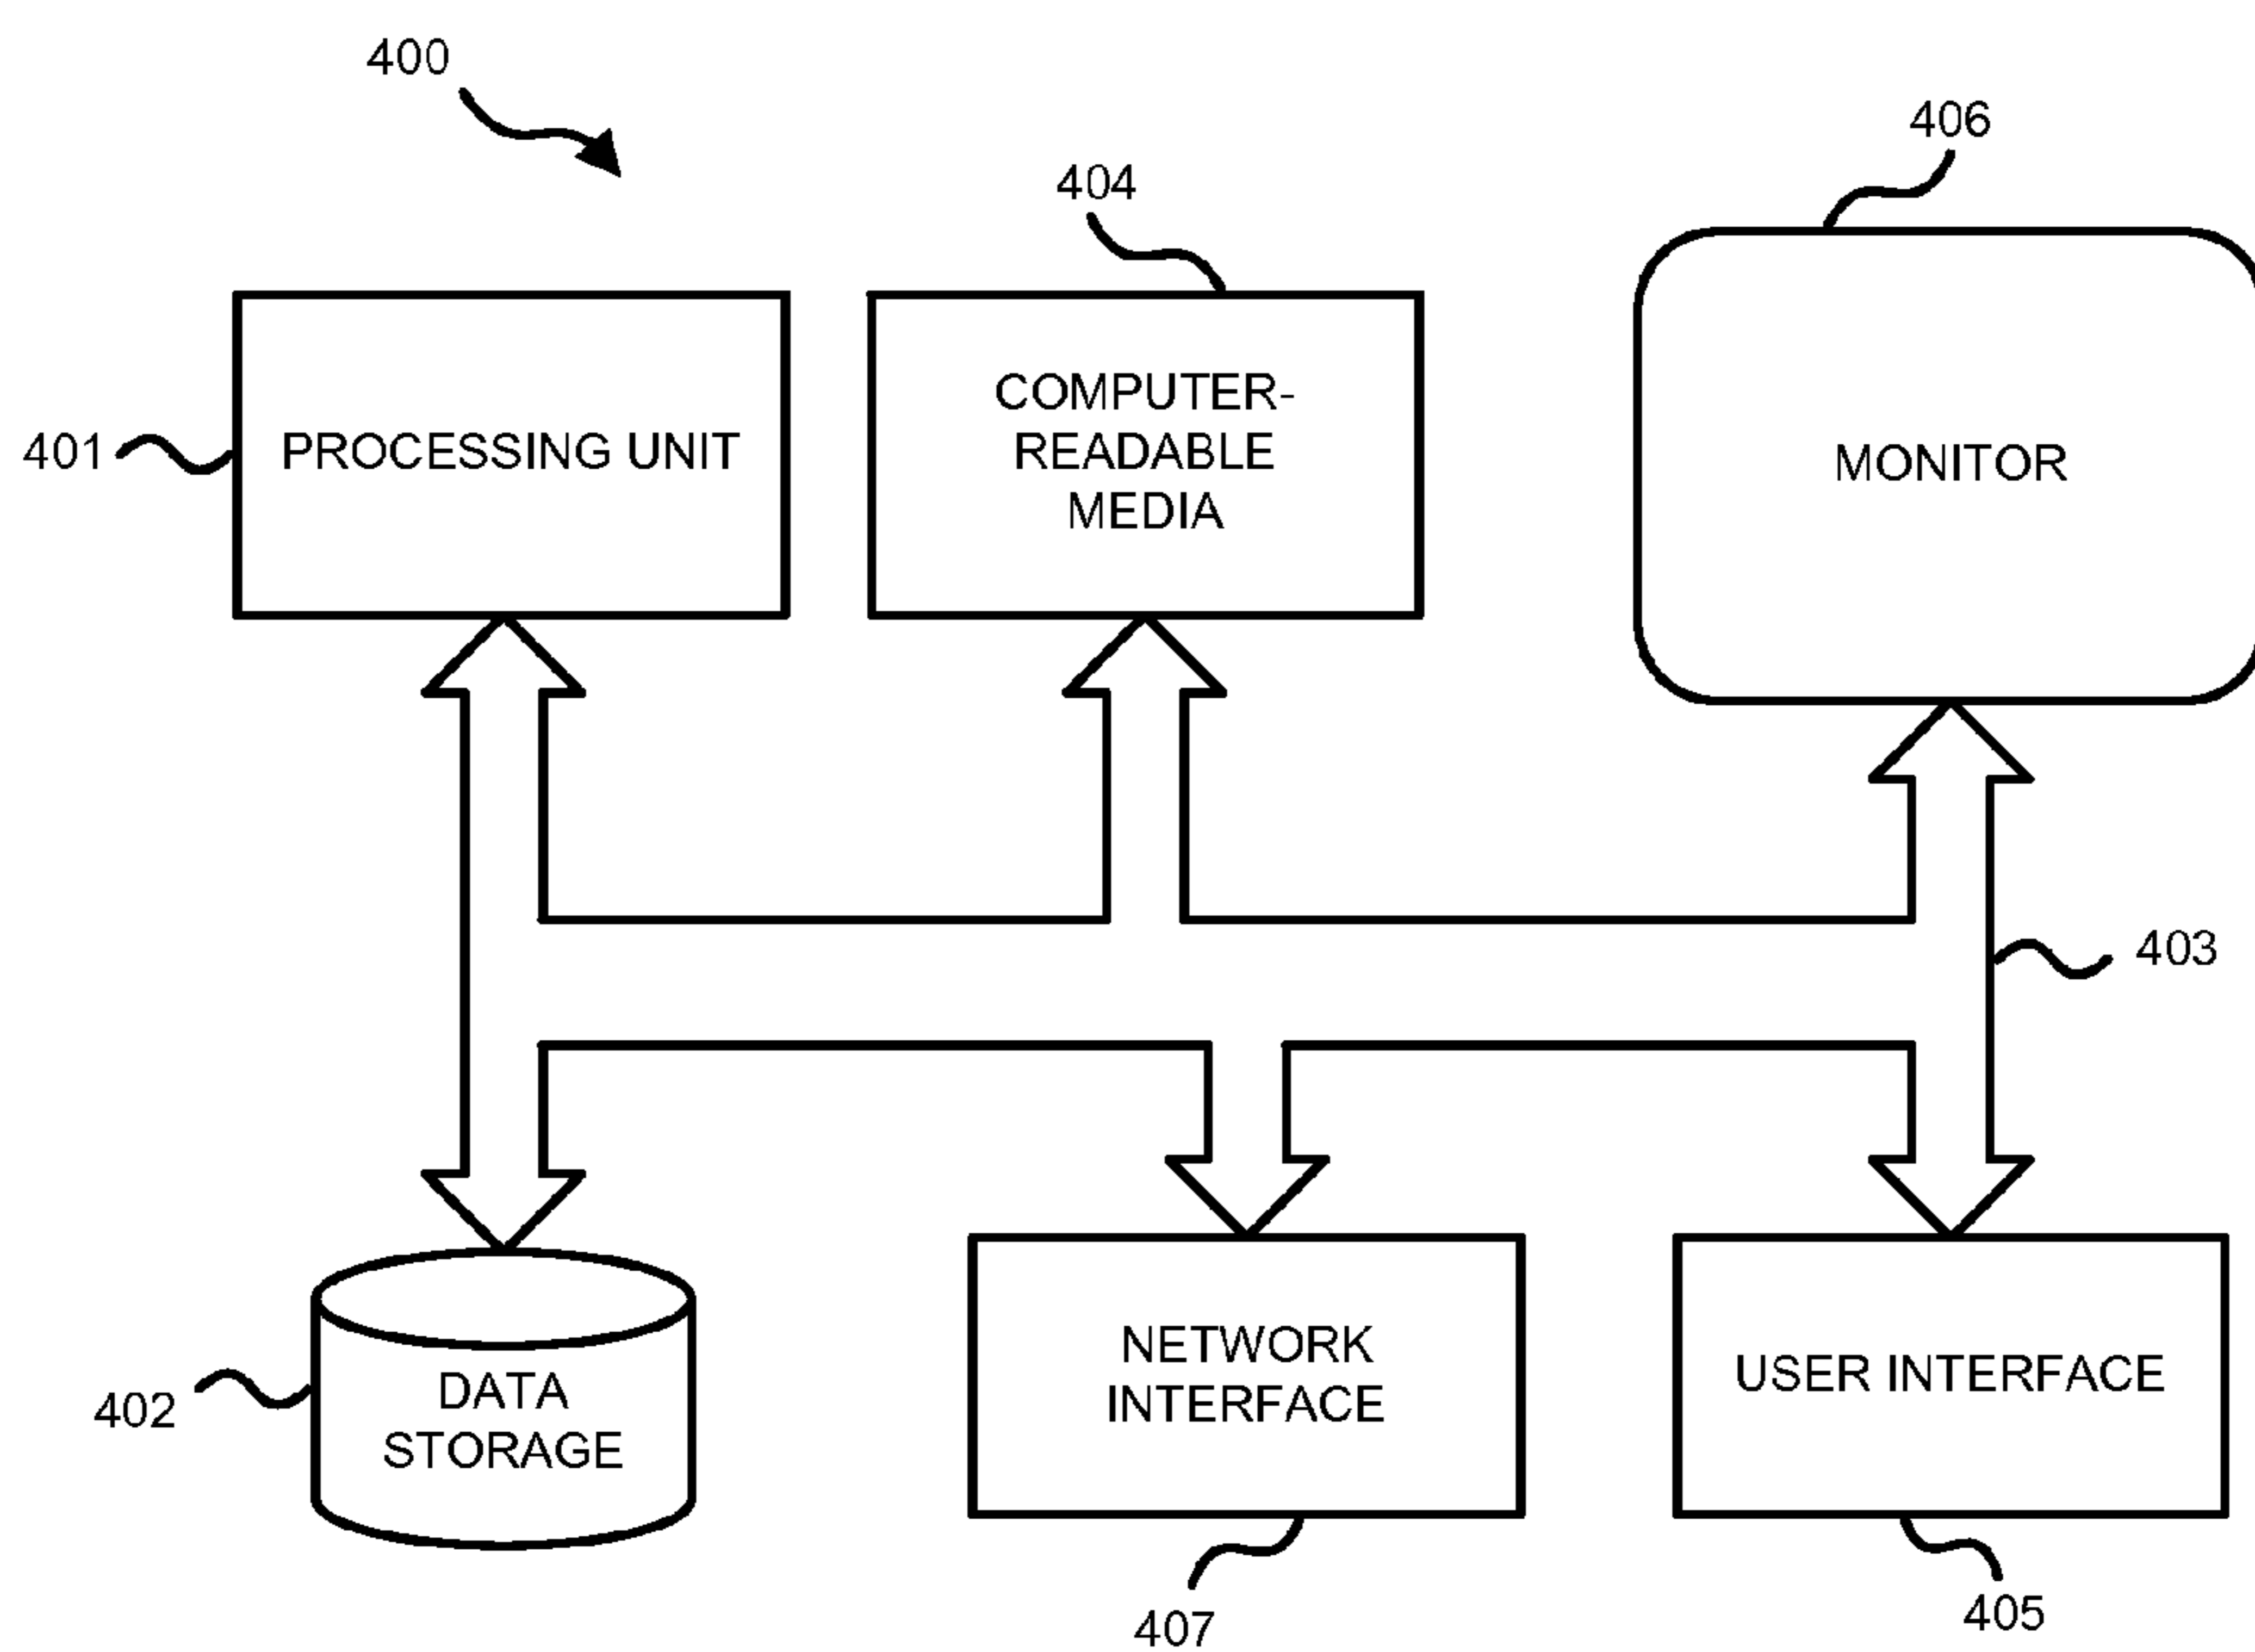 400
406
404
COMPUTER-
READABLE
MEDIA
401
PROCESSING UNIT
MONITOR
403
402
DATA
STORAGE
NETWORK
INTERFACE
USER INTERFACE
407
405